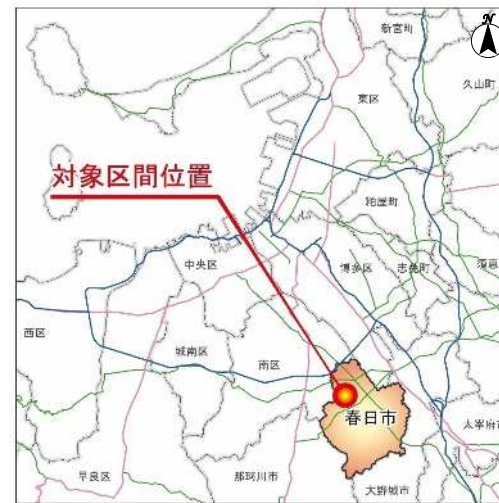 N
新宮町
久山町
東区
対象区間位置
粕屋町
中央区
博多区
志免町
須恵
西区
城南区
南区
春日市
太宰府市
早良区
那珂川市
大野城市